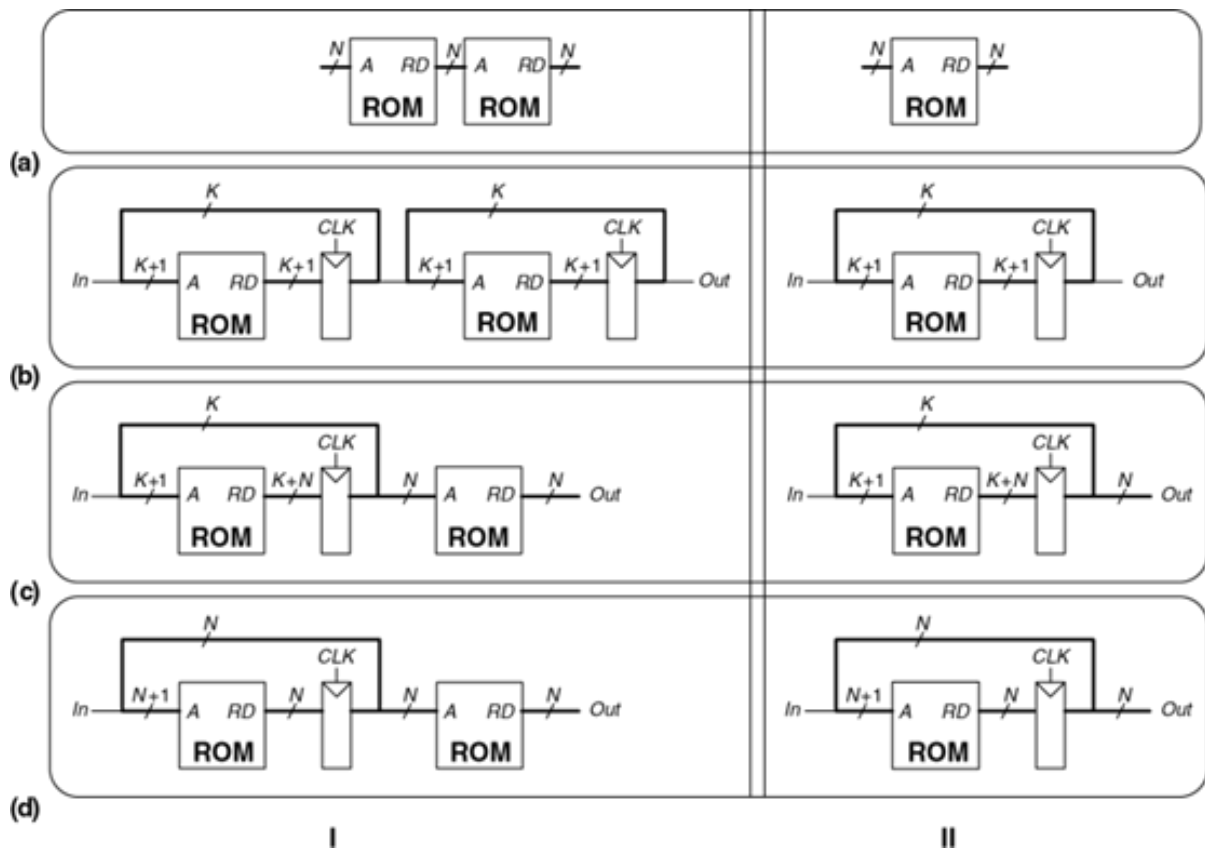 N N N N N
A RD A RD A RD
ROM ROM ROM
(a)
K K K
CLK CLK CLK
In K+1 K+1 K+1 K+1 Out In K+1 K+1 Out
A RD A RD A RD
ROM ROM ROM
(b)
K K
CLK CLK
In K+1 K+N N N Out In K+1 K+N N Out
A RD A RD A RD
ROM ROM ROM
(c)
N N
CLK CLK
In N+1 N N N Out In N+1 N N Out
A RD A RD A RD
ROM ROM ROM
(d)
I II